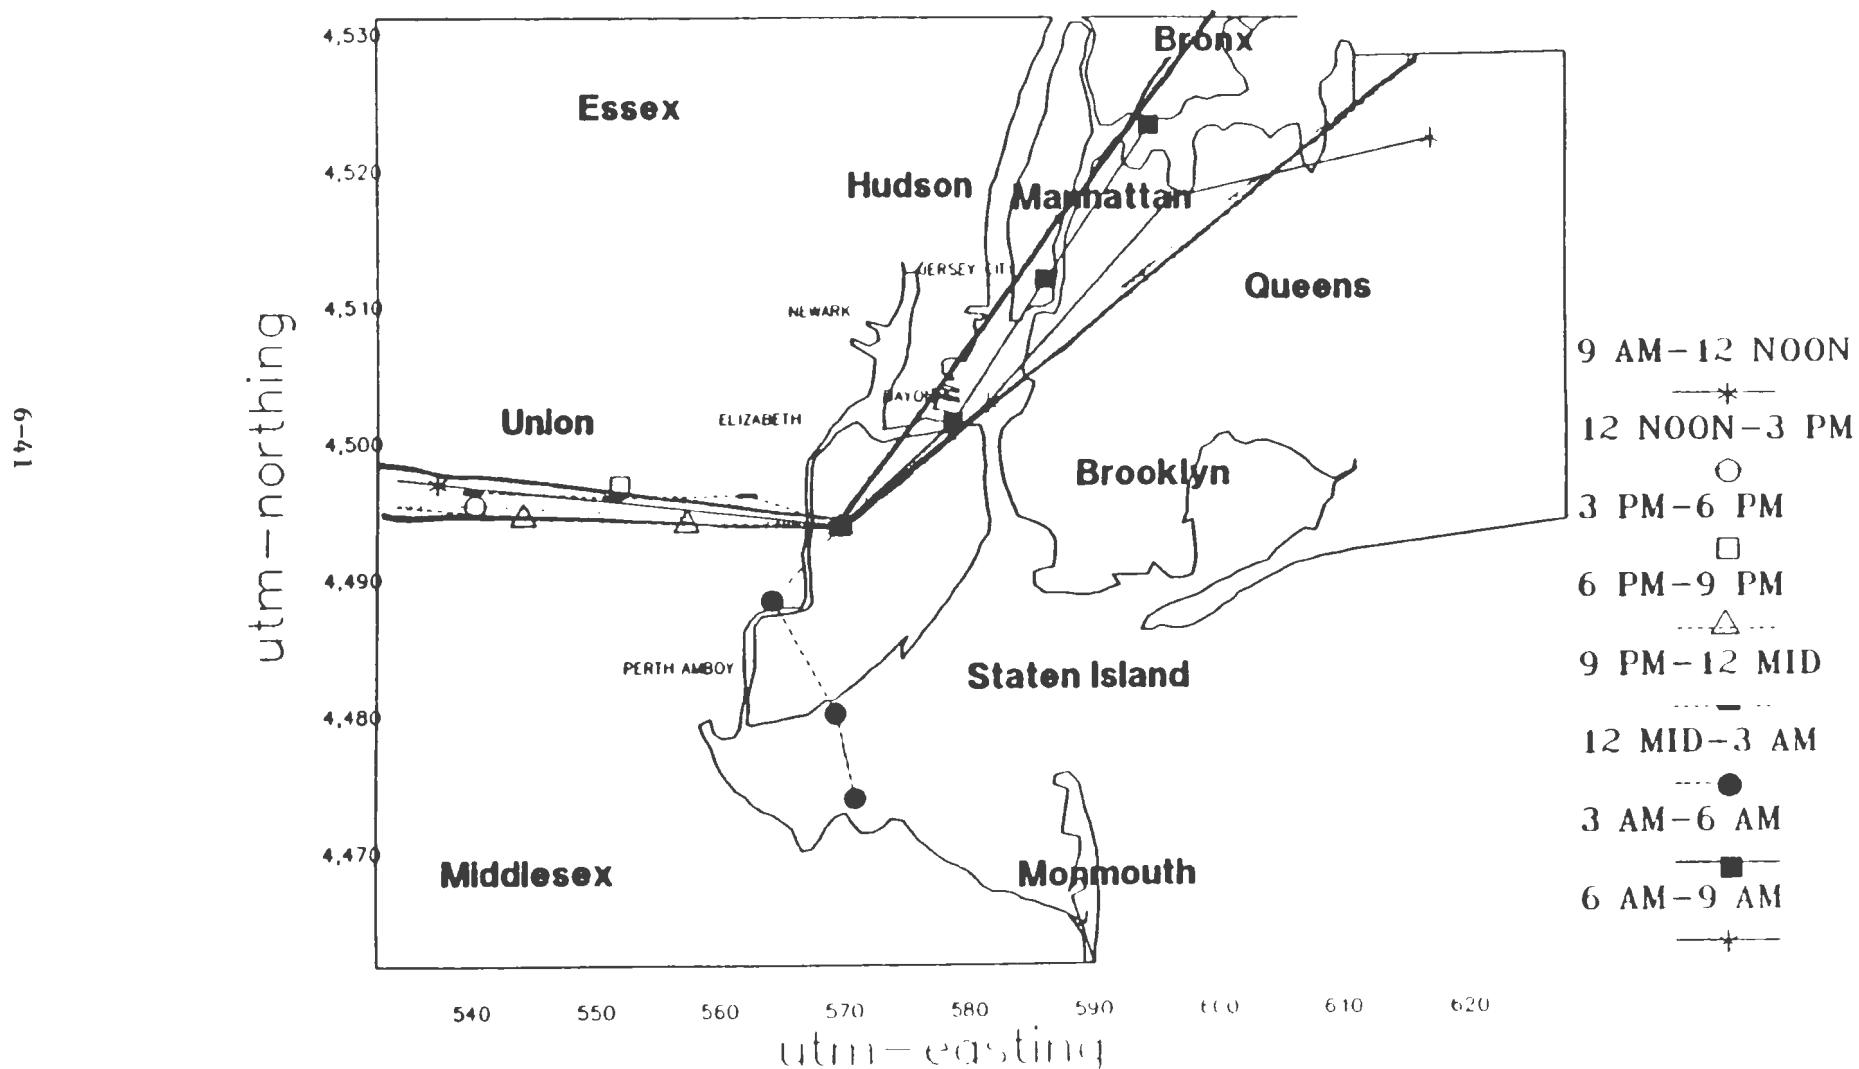 4,530
Bronx
Essex
4,520
Hudson
Manhattan
JERSEY CITY
Queens
4,510
NEWARK
9 AM-12 NOON
BAYO
ELIZABETH
Union
12 NOON-3 PM
4,500
Brooklyn
3 PM-6 PM
6 PM-9 PM
4,490
PERTH AMBOY
Staten Island
9 PM-12 MID
4,480
12 MID-3 AM
3 AM-6 AM
4,470
Middlesex
Monmouth
6 AM-9 AM
540 550 560 570 580 590 610 620
utm-easting
utm-northing
6-41